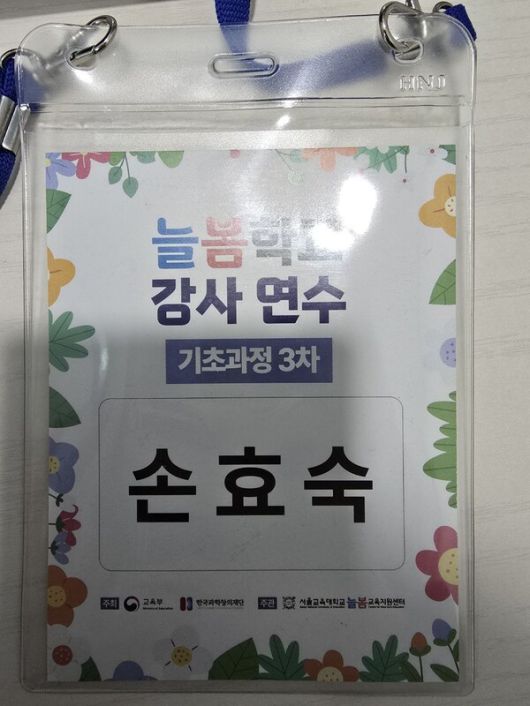 HNJ
늘봄학교
강사 연수
기초과정 3차
손효숙
주최 교육부 한국과학창의재단 주관 서울교육대학교 늘봄교육지원센터